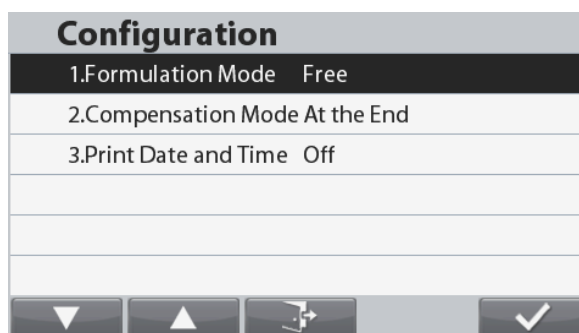 Configuration
1.Formulation Mode Free
2.Compensation Mode At the End
3.Print Date and Time Off